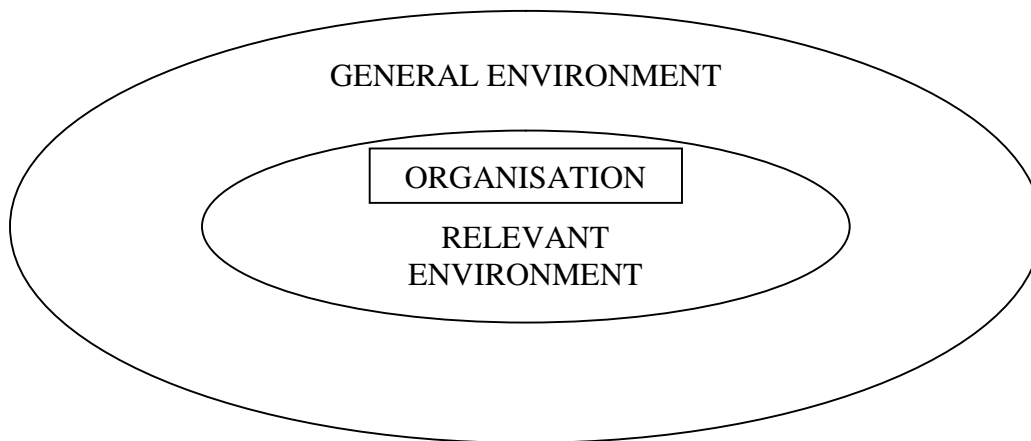 GENERAL ENVIRONMENT
ORGANISATION
RELEVANT
ENVIRONMENT